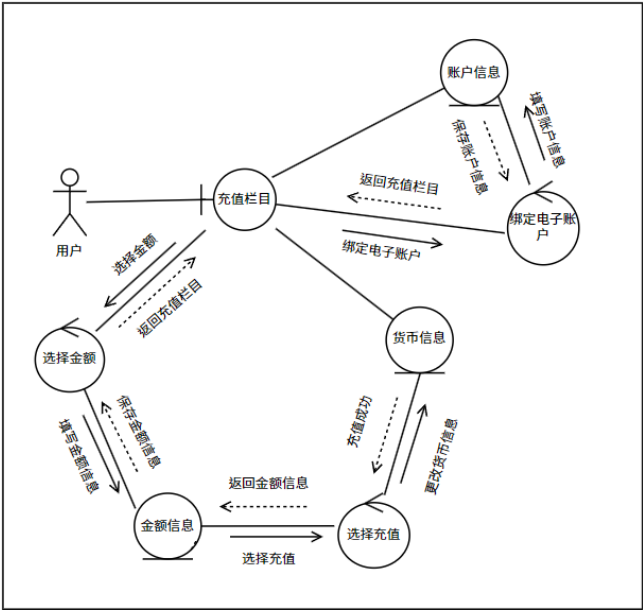 账户信息
填写账户信息
保存账户信息
返回充值栏目
充值栏目
绑定电子账
户
用户
绑定电子账户
选择金额
返回充值栏目
货币信息
选择金额
保存金额信息
填写金额信息
充值成功
更改货币信息
返回金额信息
金额信息
选择充值
选择充值